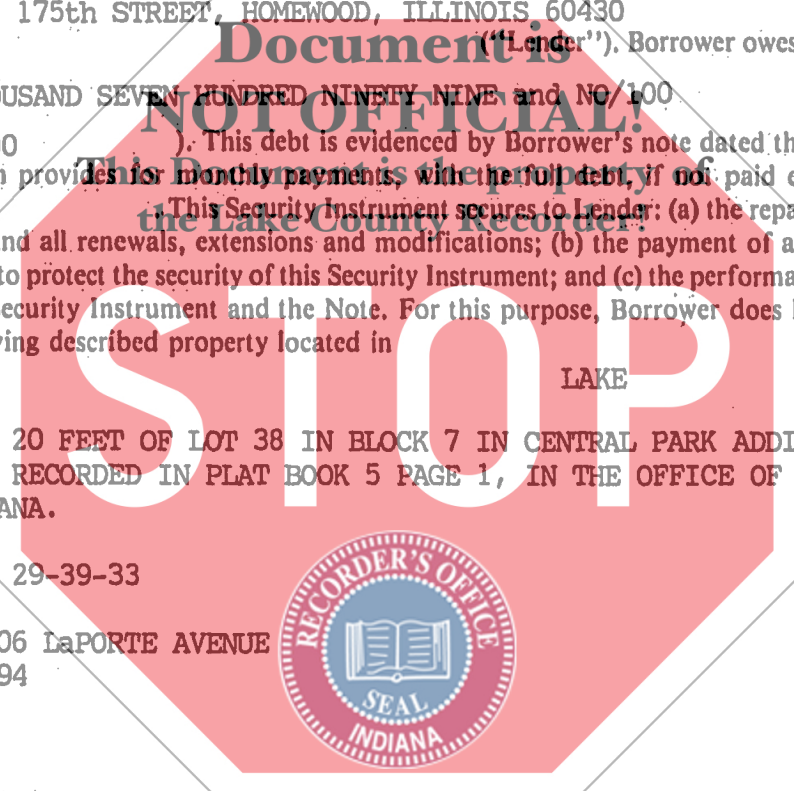 175th STREET, HOMEWOOD, ILLINOIS 60430
Document is
("Lender"). Borrower owes
USAND SEVEN HUNDRED NINETY NINE and NO/100
NOT OFFICIAL!
0 ). This debt is evidenced by Borrower's note dated th
provides for monthly payments, with the full debt, if not paid e
This Document is the property of
. This Security Instrument secures to Lender: (a) the repa
the Lake County Recorder!
nd all renewals, extensions and modifications; (b) the payment of a
to protect the security of this Security Instrument; and (c) the performa
ecurity Instrument and the Note. For this purpose, Borrower does
ing described property located in
LAKE
STOP
20 FEET OF LOT 38 IN BLOCK 7 IN CENTRAL PARK ADDI
RECORDED IN PLAT BOOK 5 PAGE 1, IN THE OFFICE OF
ANA.
29-39-33
06 LaPORTE AVENUE
94
RECORDER'S OFFICE
SEAL
INDIANA